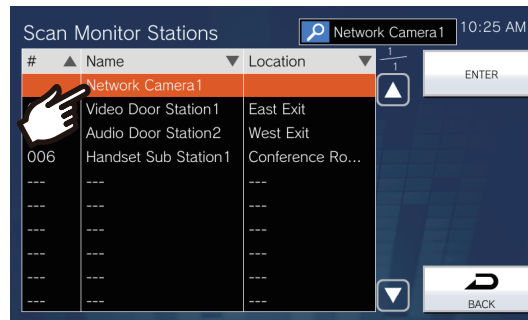 Scan Monitor Stations
Network Camera1
10:25 AM
# Name Location
1
1
ENTER
Network Camera1
Video Door Station1 East Exit
Audio Door Station2 West Exit
006 Handset Sub Station1 Conference Ro...
--- --- ---
--- --- ---
--- --- ---
--- --- ---
--- --- ---
--- --- ---
BACK